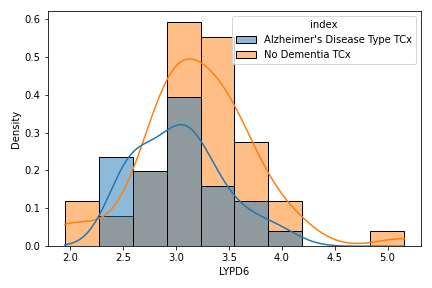 index
Alzheimer's Disease Type TCx
No Dementia TCx
0.6
0.5
0.4
0.3
0.2
0.1
0.0
Density
2.0 2.5 3.0 3.5 4.0 4.5 5.0
LYPD6